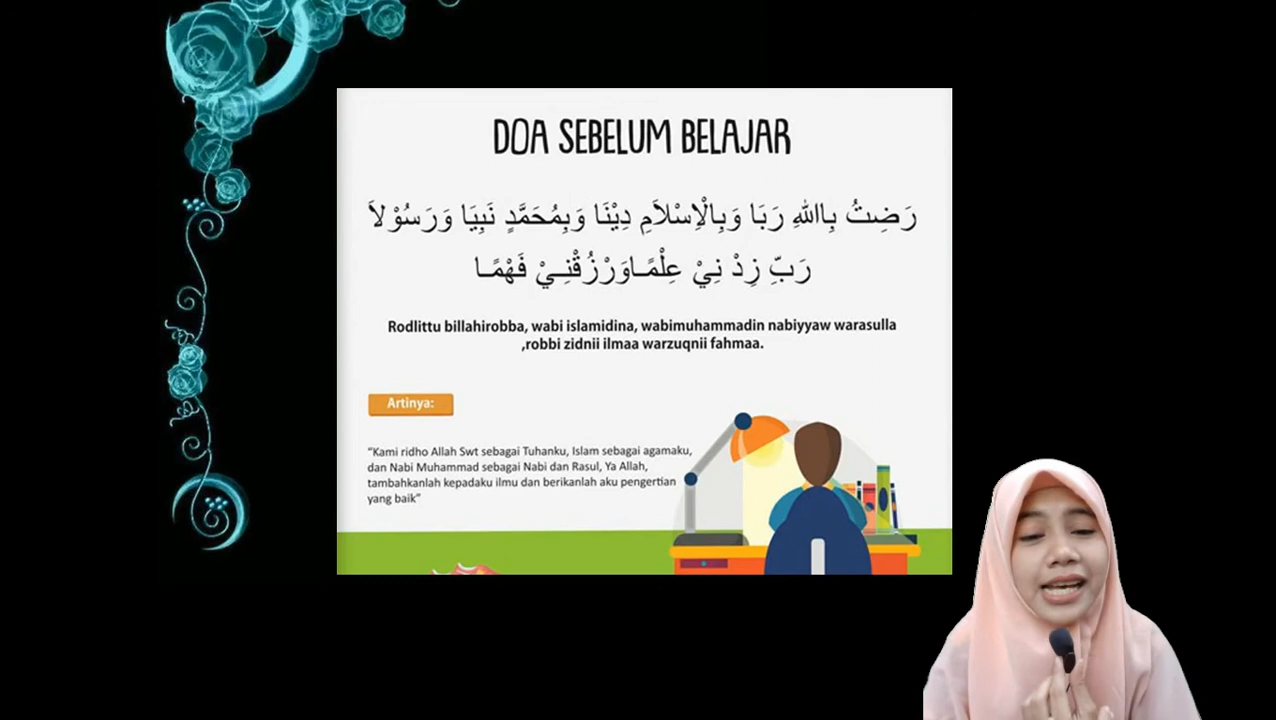 DOA SEBELUM BELAJAR
رَضِتُ بِاللهِ رَبَا وَبِالْاِسْلاَمِ دِيْنَا وَبِمُحَمَّدٍ نَبِيَا وَرَسُوْلاَ
رَبِّ زِدْ نِيْ عِلْمًـاوَرْزُقْنِـيْ فَهْمًـا
Rodlittu billahirobba, wabi islamidina, wabimuhammadin nabiyyaw warasulla
,robbi zidnii ilmaa warzuqnii fahmaa.
Artinya:
“Kami ridho Allah Swt sebagai Tuhanku, Islam sebagai agamaku,
dan Nabi Muhammad sebagai Nabi dan Rasul, Ya Allah,
tambahkanlah kepadaku ilmu dan berikanlah aku pengertian
yang baik”